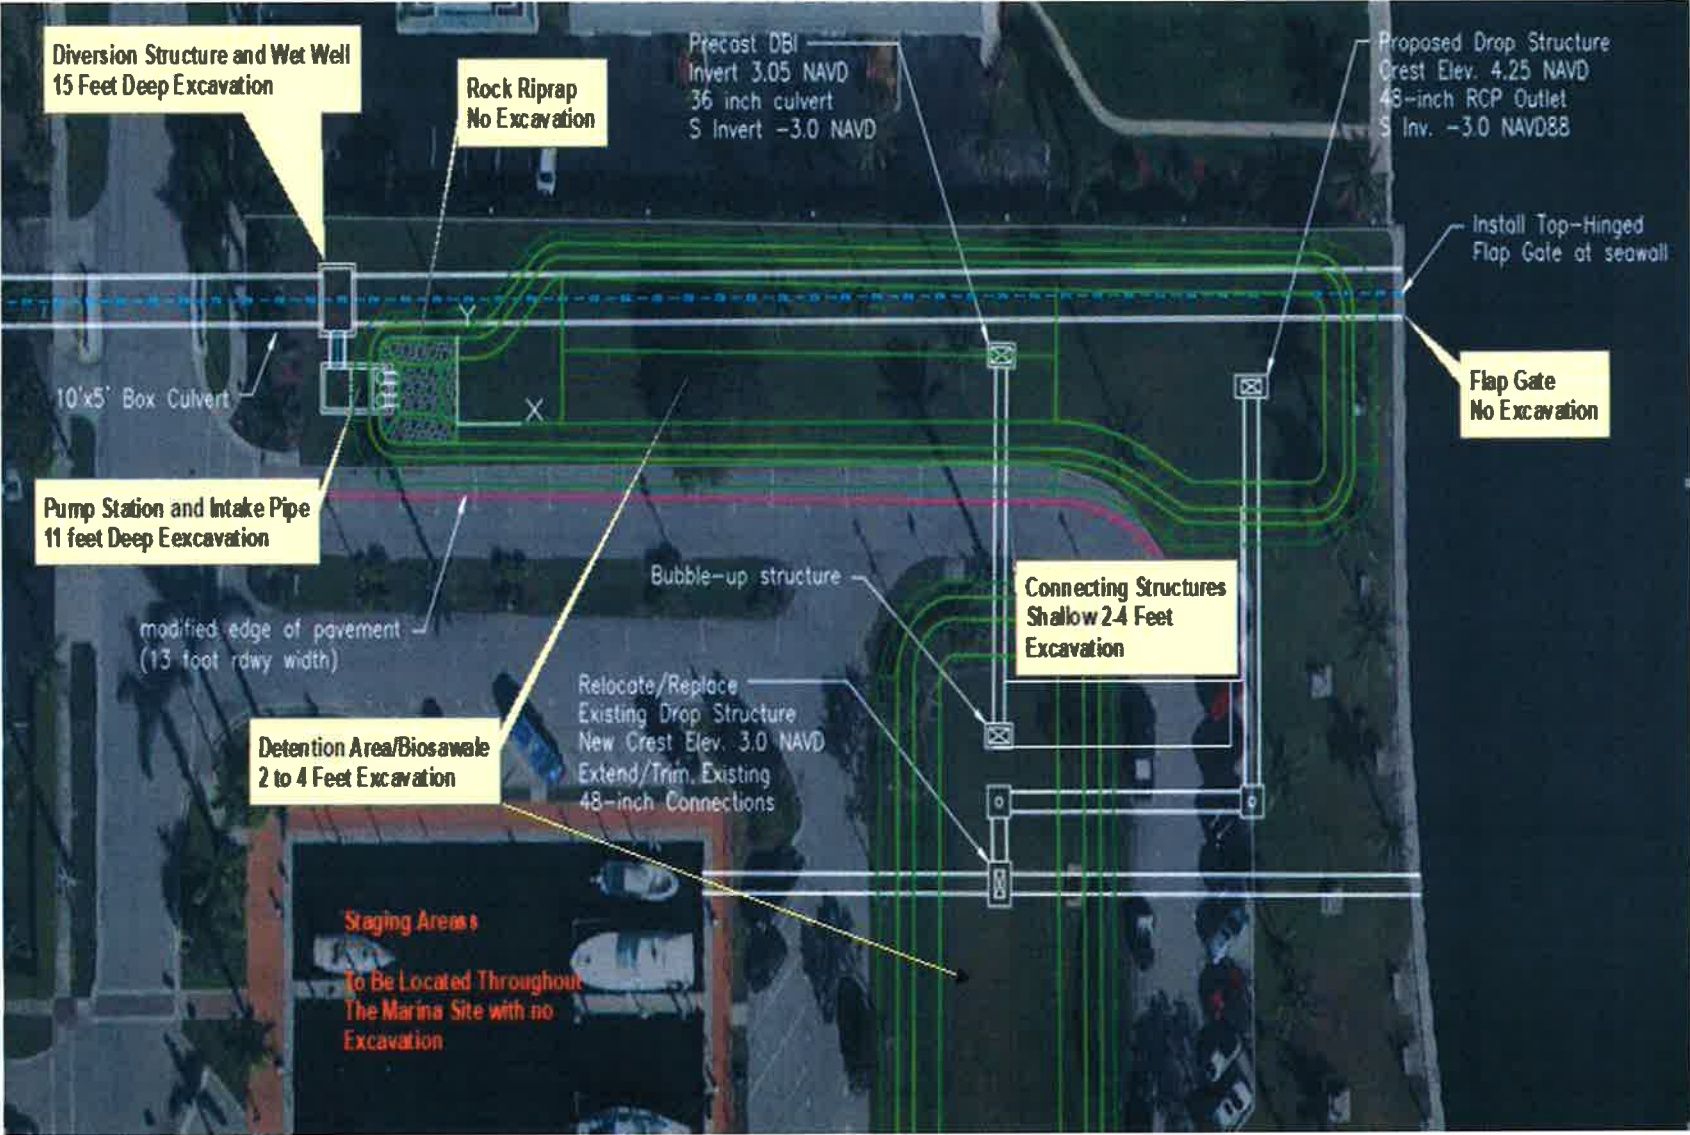 Diversion Structure and Wet Well
15 Feet Deep Excavation
Rock Riprap
No Excavation
Precast DBI
Invert 3.05 NAVD
36 inch culvert
S Invert -3.0 NAVD
Proposed Drop Structure
Crest Elev. 4.25 NAVD
48-inch RCP Outlet
S Inv. -3.0 NAVD88
Install Top-Hinged
Flap Gate at seawall
Y
X
10'x5' Box Culvert
Flap Gate
No Excavation
Pump Station and Intake Pipe
11 feet Deep Eexcavation
Bubble-up structure
Connecting Structures
Shallow 2-4 Feet
Excavation
modified edge of pavement
(13 foot rdwy width)
Relocate/Replace
Existing Drop Structure
New Crest Elev. 3.0 NAVD
Extend/Trim, Existing
48-inch Connections
Detention Area/Biosawale
2 to 4 Feet Excavation
Staging Areas
To Be Located Throughout
The Marina Site with no
Excavation